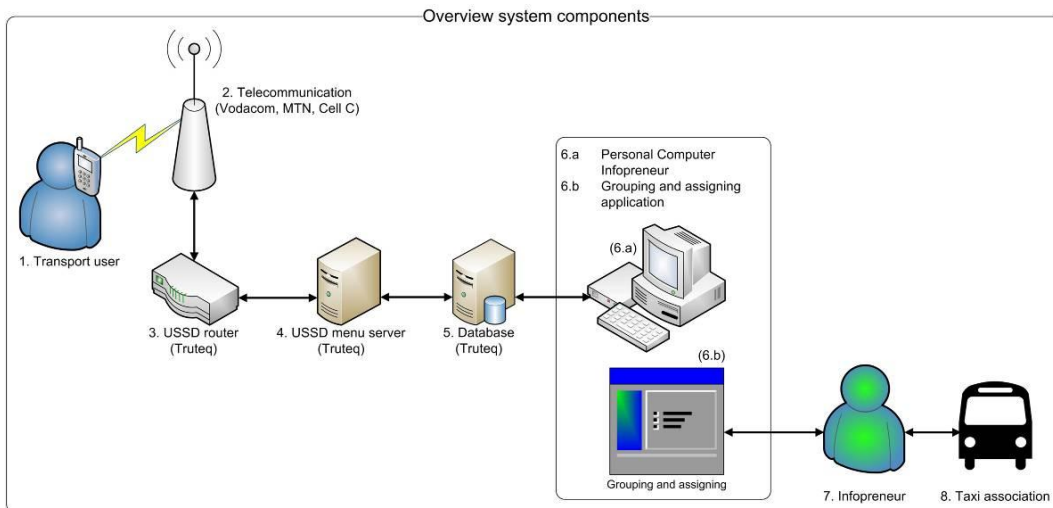 Overview system components
2. Telecommunication
(Vodacom, MTN, Cell C)
1. Transport user
3. USSD router
(Truteq)
4. USSD menu server
(Truteq)
5. Database
(Truteq)
6.a Personal Computer
Infopreneur
6.b Grouping and assigning
application
(6.a)
(6.b)
Grouping and assigning
7. Infopreneur
8. Taxi association